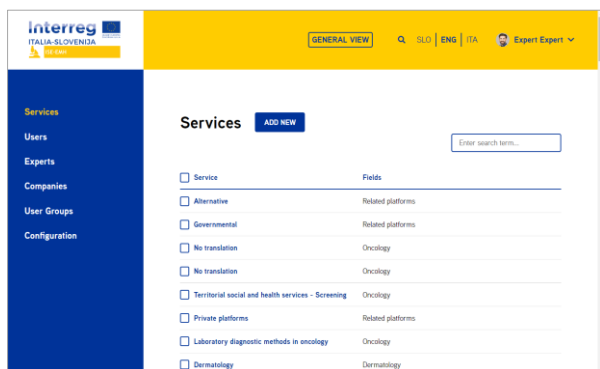 Interreg
ITALIA-SLOVENIJA
GENERAL VIEW
SLO | ENG | ITA
Expert Expert
Services
Users
Experts
Companies
User Groups
Configuration
Services
ADD NEW
Enter search term...
Service Fields
Alternative Related platforms
Governmental Related platforms
No translation Oncology
No translation Oncology
Territorial social and health services - Screening Oncology
Private platforms Related platforms
Laboratory diagnostic methods in oncology Oncology
Dermatology Dermatology